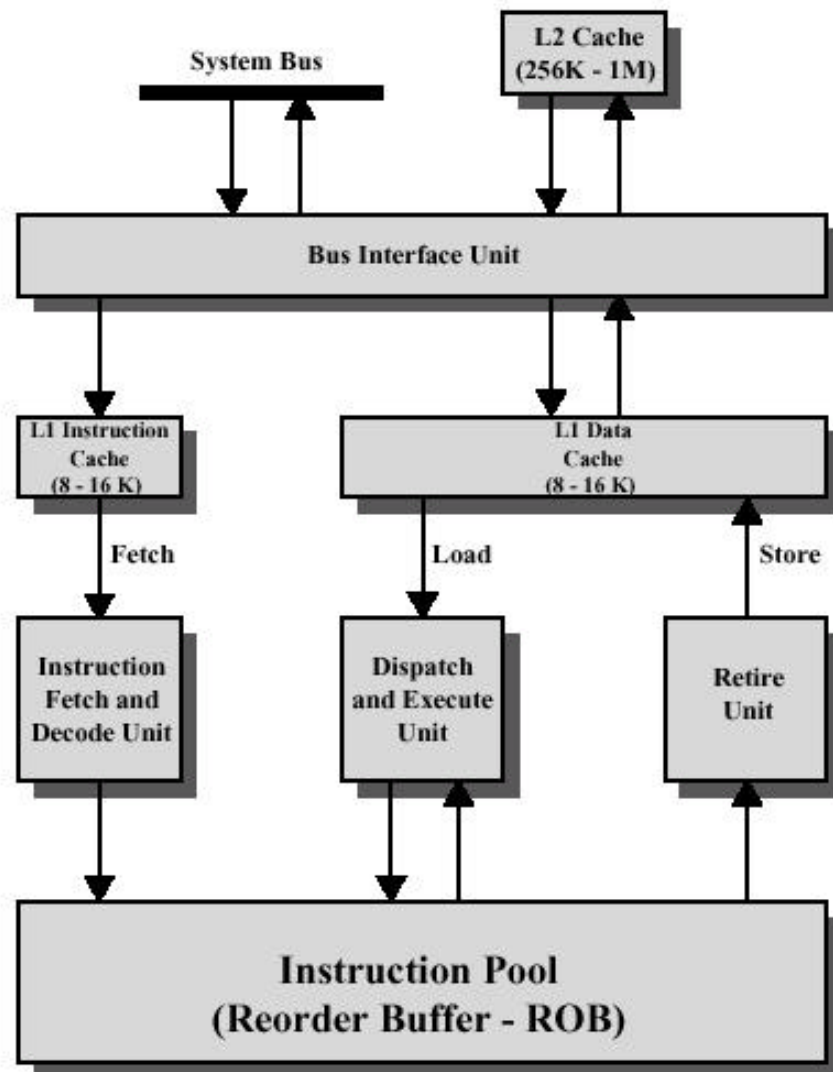 System Bus
L2 Cache
(256K - 1M)
Bus Interface Unit
L1 Instruction
Cache
(8 - 16 K)
L1 Data
Cache
(8 - 16 K)
Fetch
Load
Store
Instruction
Fetch and
Decode Unit
Dispatch
and Execute
Unit
Retire
Unit
Instruction Pool
(Reorder Buffer - ROB)